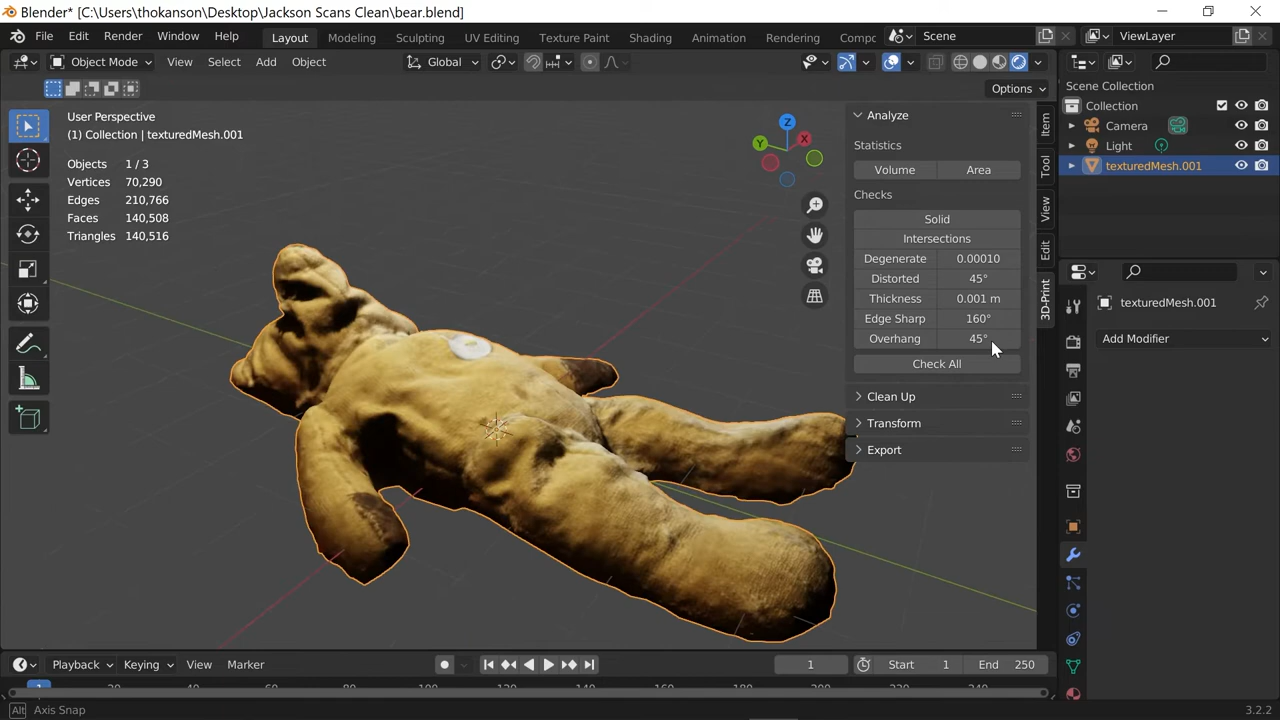 Blender* [C:\Users\thokanson\Desktop\Jackson Scans Clean\bear.blend]
File Edit Render Window Help Layout Modeling Sculpting UV Editing Texture Paint Shading Animation Rendering Compc Scene ViewLayer
Object Mode View Select Add Object Global
Options
User Perspective
(1) Collection | texturedMesh.001
Objects 1 / 3
Vertices 70,290
Edges 210,766
Faces 140,508
Triangles 140,516
Z
X
Y
Analyze
Statistics
Volume Area
Checks
Solid
Intersections
Degenerate 0.00010
Distorted 45°
Thickness 0.001 m
Edge Sharp 160°
Overhang 45°
Check All
Clean Up
Transform
Export
Item
Tool
View
Edit
3D-Print
Scene Collection
Collection
Camera
Light
texturedMesh.001
texturedMesh.001
Add Modifier
Playback Keying View Marker 1 Start 1 End 250
1
Alt Axis Snap 3.2.2